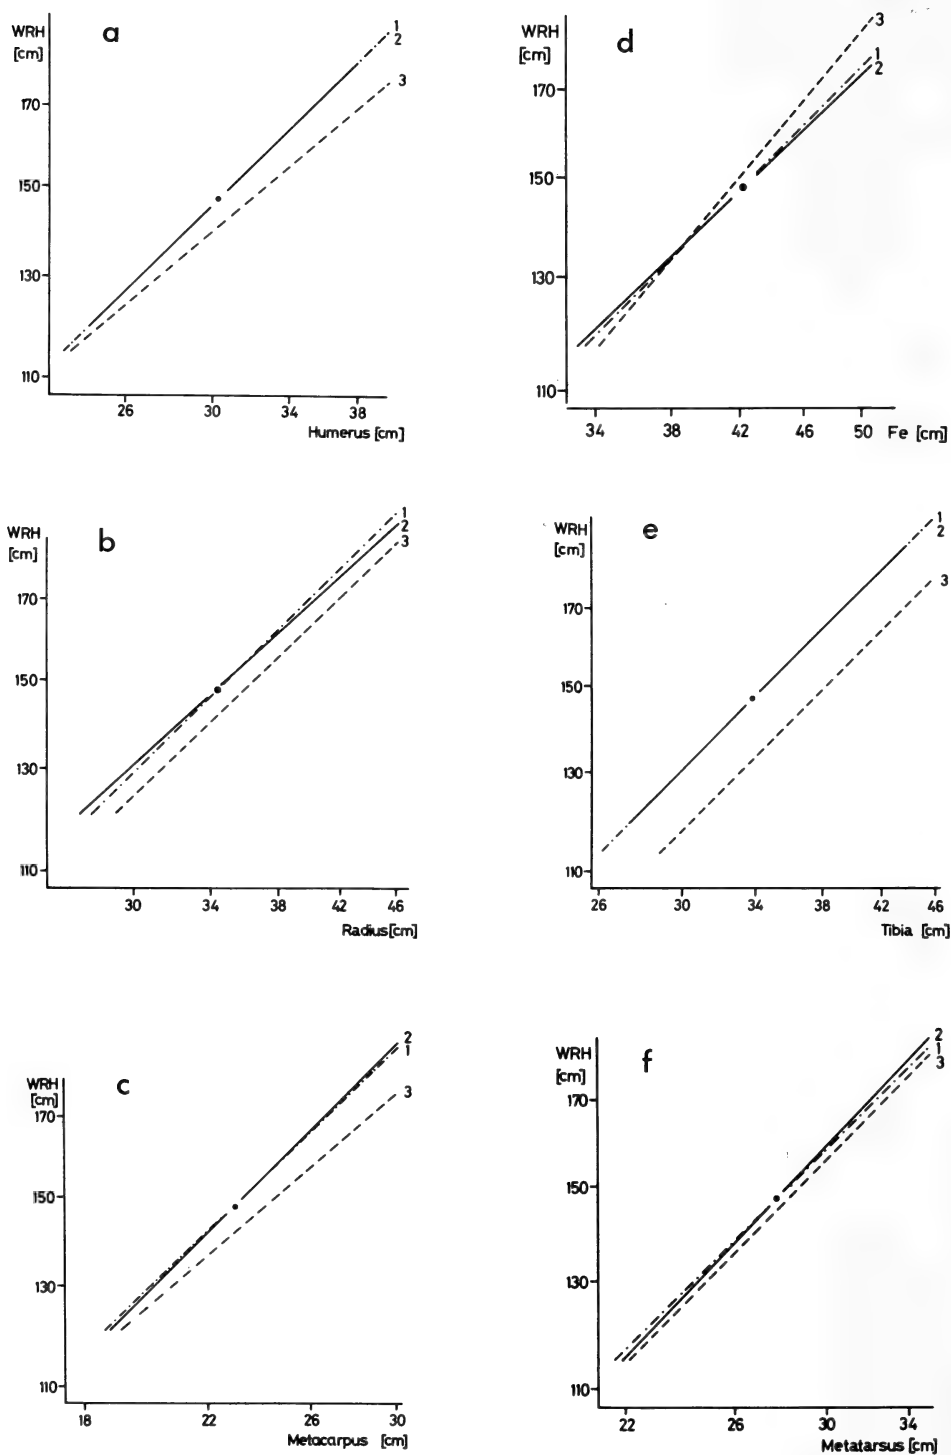 a
WRH
[cm]
170
150
130
110
26 30 34 38
Humerus [cm]
1
2
3
d
WRH
[cm]
170
150
130
110
34 38 42 46 50 Fe [cm]
3
1
2
b
WRH
[cm]
170
150
130
110
30 34 38 42 46
Radius [cm]
1
2
3
e
WRH
[cm]
170
150
130
110
26 30 34 38 42 46
Tibia [cm]
1
2
3
c
WRH
[cm]
170
150
130
110
18 22 26 30
Metacarpus [cm]
2
1
3
f
WRH
[cm]
170
150
130
110
22 26 30 34
Metatarsus [cm]
2
1
3